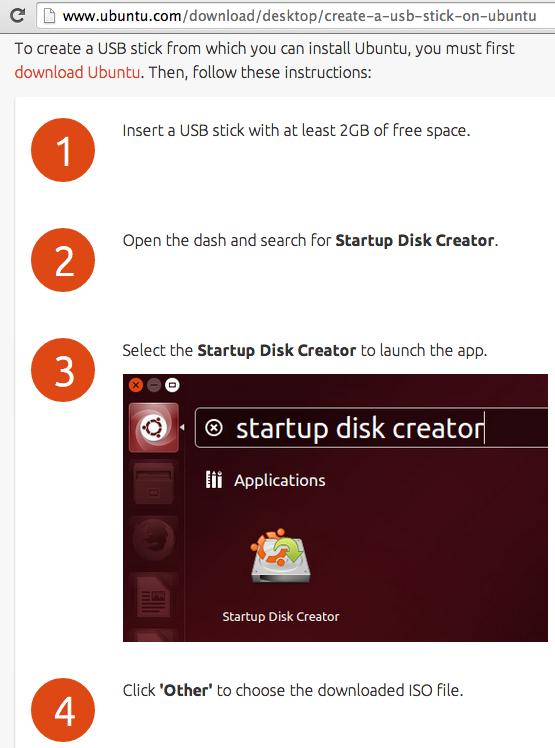 www.ubuntu.com/download/desktop/create-a-usb-stick-on-ubuntu
To create a USB stick from which you can install Ubuntu, you must first
download Ubuntu. Then, follow these instructions:
1
Insert a USB stick with at least 2GB of free space.
2
Open the dash and search for Startup Disk Creator.
3
Select the Startup Disk Creator to launch the app.
startup disk creator
Applications
Startup Disk Creator
4
Click 'Other' to choose the downloaded ISO file.